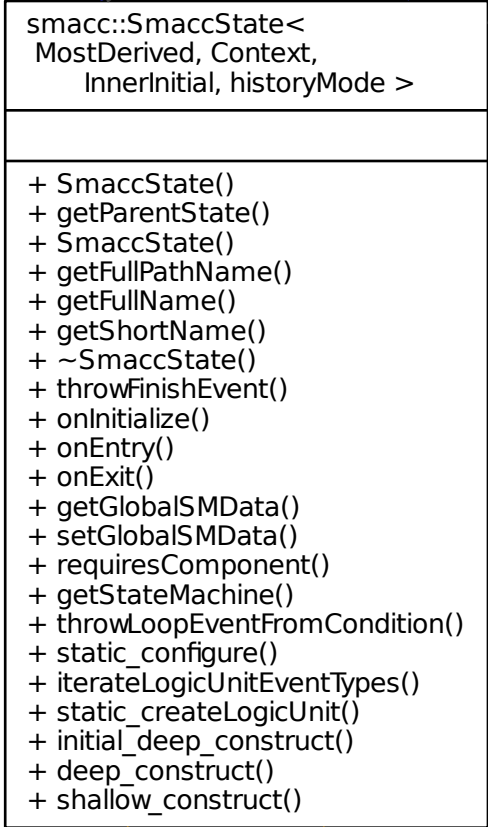 smacc::SmaccState<
MostDerived, Context,
InnerInitial, historyMode >
+ SmaccState()
+ getParentState()
+ SmaccState()
+ getFullPathName()
+ getFullName()
+ getShortName()
+ ~SmaccState()
+ throwFinishEvent()
+ onInitialize()
+ onEntry()
+ onExit()
+ getGlobalSMData()
+ setGlobalSMData()
+ requiresComponent()
+ getStateMachine()
+ throwLoopEventFromCondition()
+ static_configure()
+ iterateLogicUnitEventTypes()
+ static_createLogicUnit()
+ initial_deep_construct()
+ deep_construct()
+ shallow_construct()